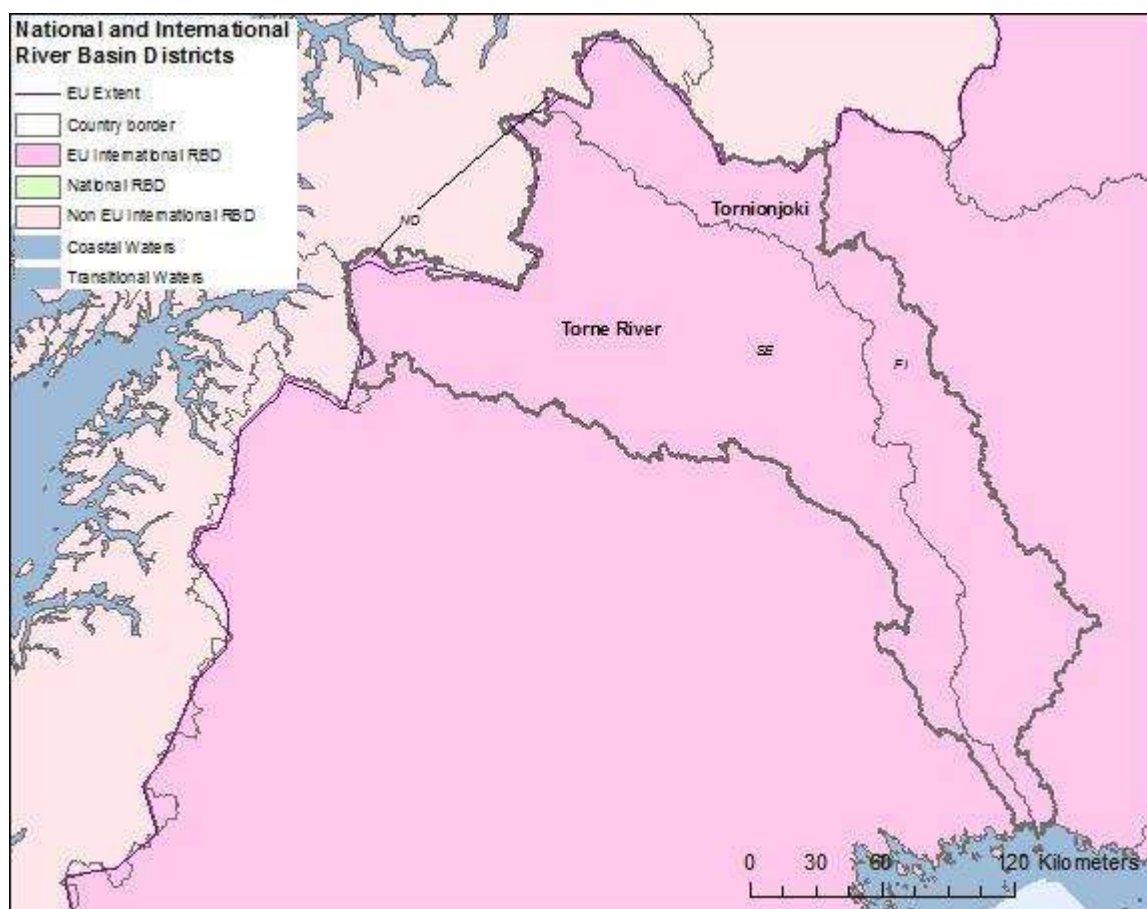 National and International
River Basin Districts
EU Extent
Country border
EU International RBD
National RBD
Non EU International RBD
Coastal Waters
Transitional Waters
NO
Tornionjoki
Torne River
SE
FI
0 30 60 120 Kilometers